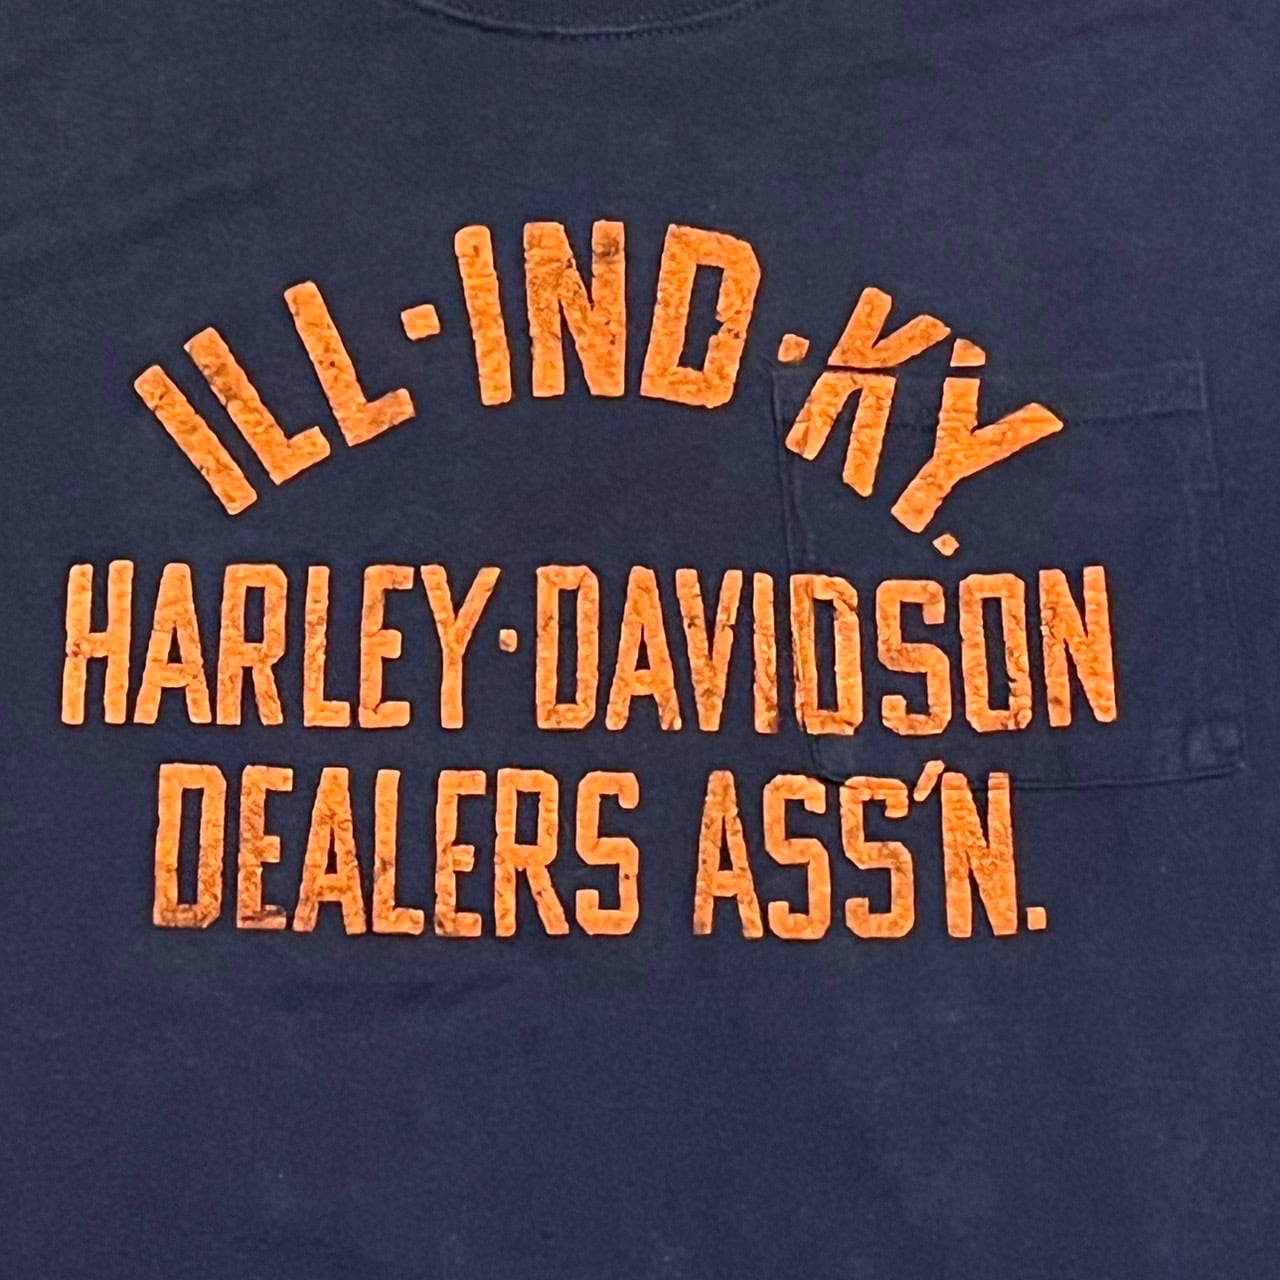 ILL·IND·KY.
HARLEY·DAVIDSON
DEALERS ASS'N.